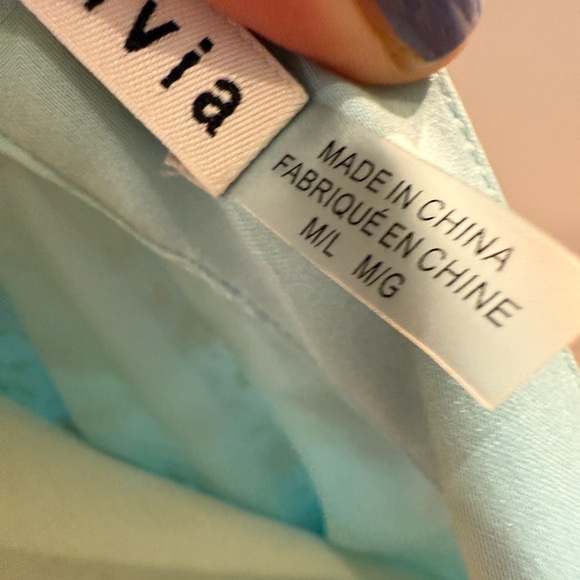 via
MADE IN CHINA
FABRIQUÉ EN CHINE
M/L M/G